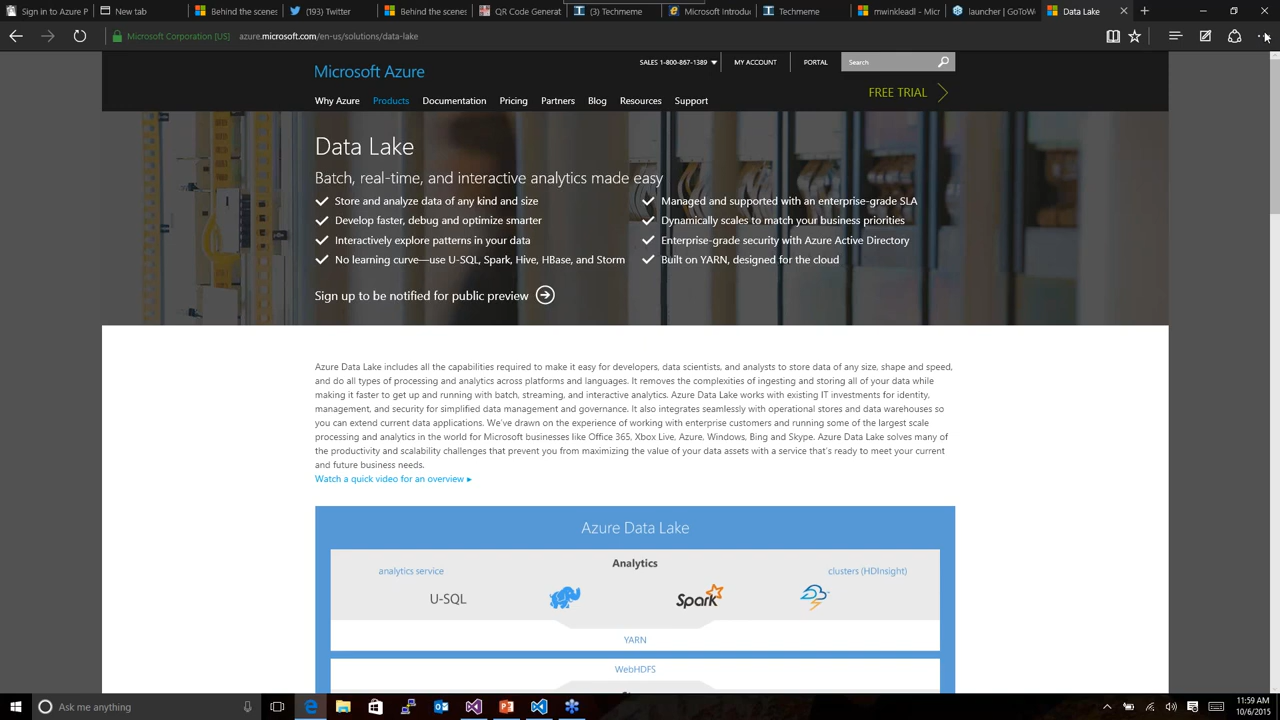 Sign in to Azure P
New tab
Behind the scenes
(193) Twitter
Behind the scenes
QR Code Generat
(3) Techmeme
Microsoft Introdu
Techmeme
mwinkleadl - Micr
launcher | GoToW
Data Lake
Microsoft Corporation [US]
azure.microsoft.com/en-us/solutions/data-lake
SALES 1-800-867-1389
MY ACCOUNT
PORTAL
Search
Microsoft Azure
FREE TRIAL
Why Azure
Products
Documentation
Pricing
Partners
Blog
Resources
Support
Data Lake
Batch, real-time, and interactive analytics made easy
Store and analyze data of any kind and size
Develop faster, debug and optimize smarter
Interactively explore patterns in your data
No learning curve—use U-SQL, Spark, Hive, HBase, and Storm
Managed and supported with an enterprise-grade SLA
Dynamically scales to match your business priorities
Enterprise-grade security with Azure Active Directory
Built on YARN, designed for the cloud
Sign up to be notified for public preview
Azure Data Lake includes all the capabilities required to make it easy for developers, data scientists, and analysts to store data of any size, shape and speed,
and do all types of processing and analytics across platforms and languages. It removes the complexities of ingesting and storing all of your data while
making it faster to get up and running with batch, streaming, and interactive analytics. Azure Data Lake works with existing IT investments for identity,
management, and security for simplified data management and governance. It also integrates seamlessly with operational stores and data warehouses so
you can extend current data applications. We've drawn on the experience of working with enterprise customers and running some of the largest scale
processing and analytics in the world for Microsoft businesses like Office 365, Xbox Live, Azure, Windows, Bing and Skype. Azure Data Lake solves many of
the productivity and scalability challenges that prevent you from maximizing the value of your data assets with a service that's ready to meet your current
and future business needs.
Watch a quick video for an overview ▸
Azure Data Lake
Analytics
analytics service
clusters (HDInsight)
U-SQL
Spark
YARN
WebHDFS
Ask me anything
11:59 AM
10/6/2015